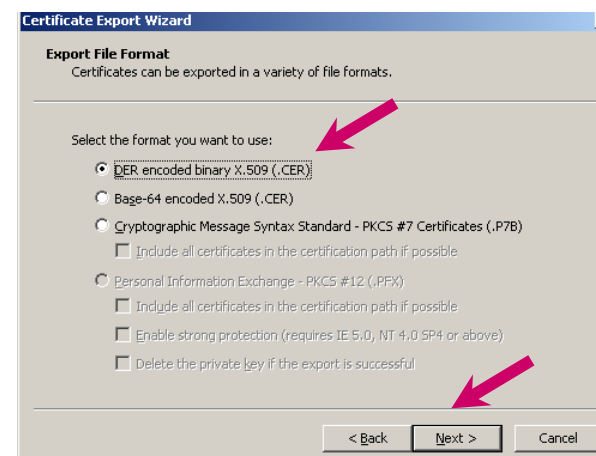 Certificate Export Wizard
Export File Format
Certificates can be exported in a variety of file formats.
Select the format you want to use:
DER encoded binary X.509 (.CER)
Base-64 encoded X.509 (.CER)
Cryptographic Message Syntax Standard - PKCS #7 Certificates (.P7B)
Include all certificates in the certification path if possible
Personal Information Exchange - PKCS #12 (.PFX)
Include all certificates in the certification path if possible
Enable strong protection (requires IE 5.0, NT 4.0 SP4 or above)
Delete the private key if the export is successful
< Back Next > Cancel